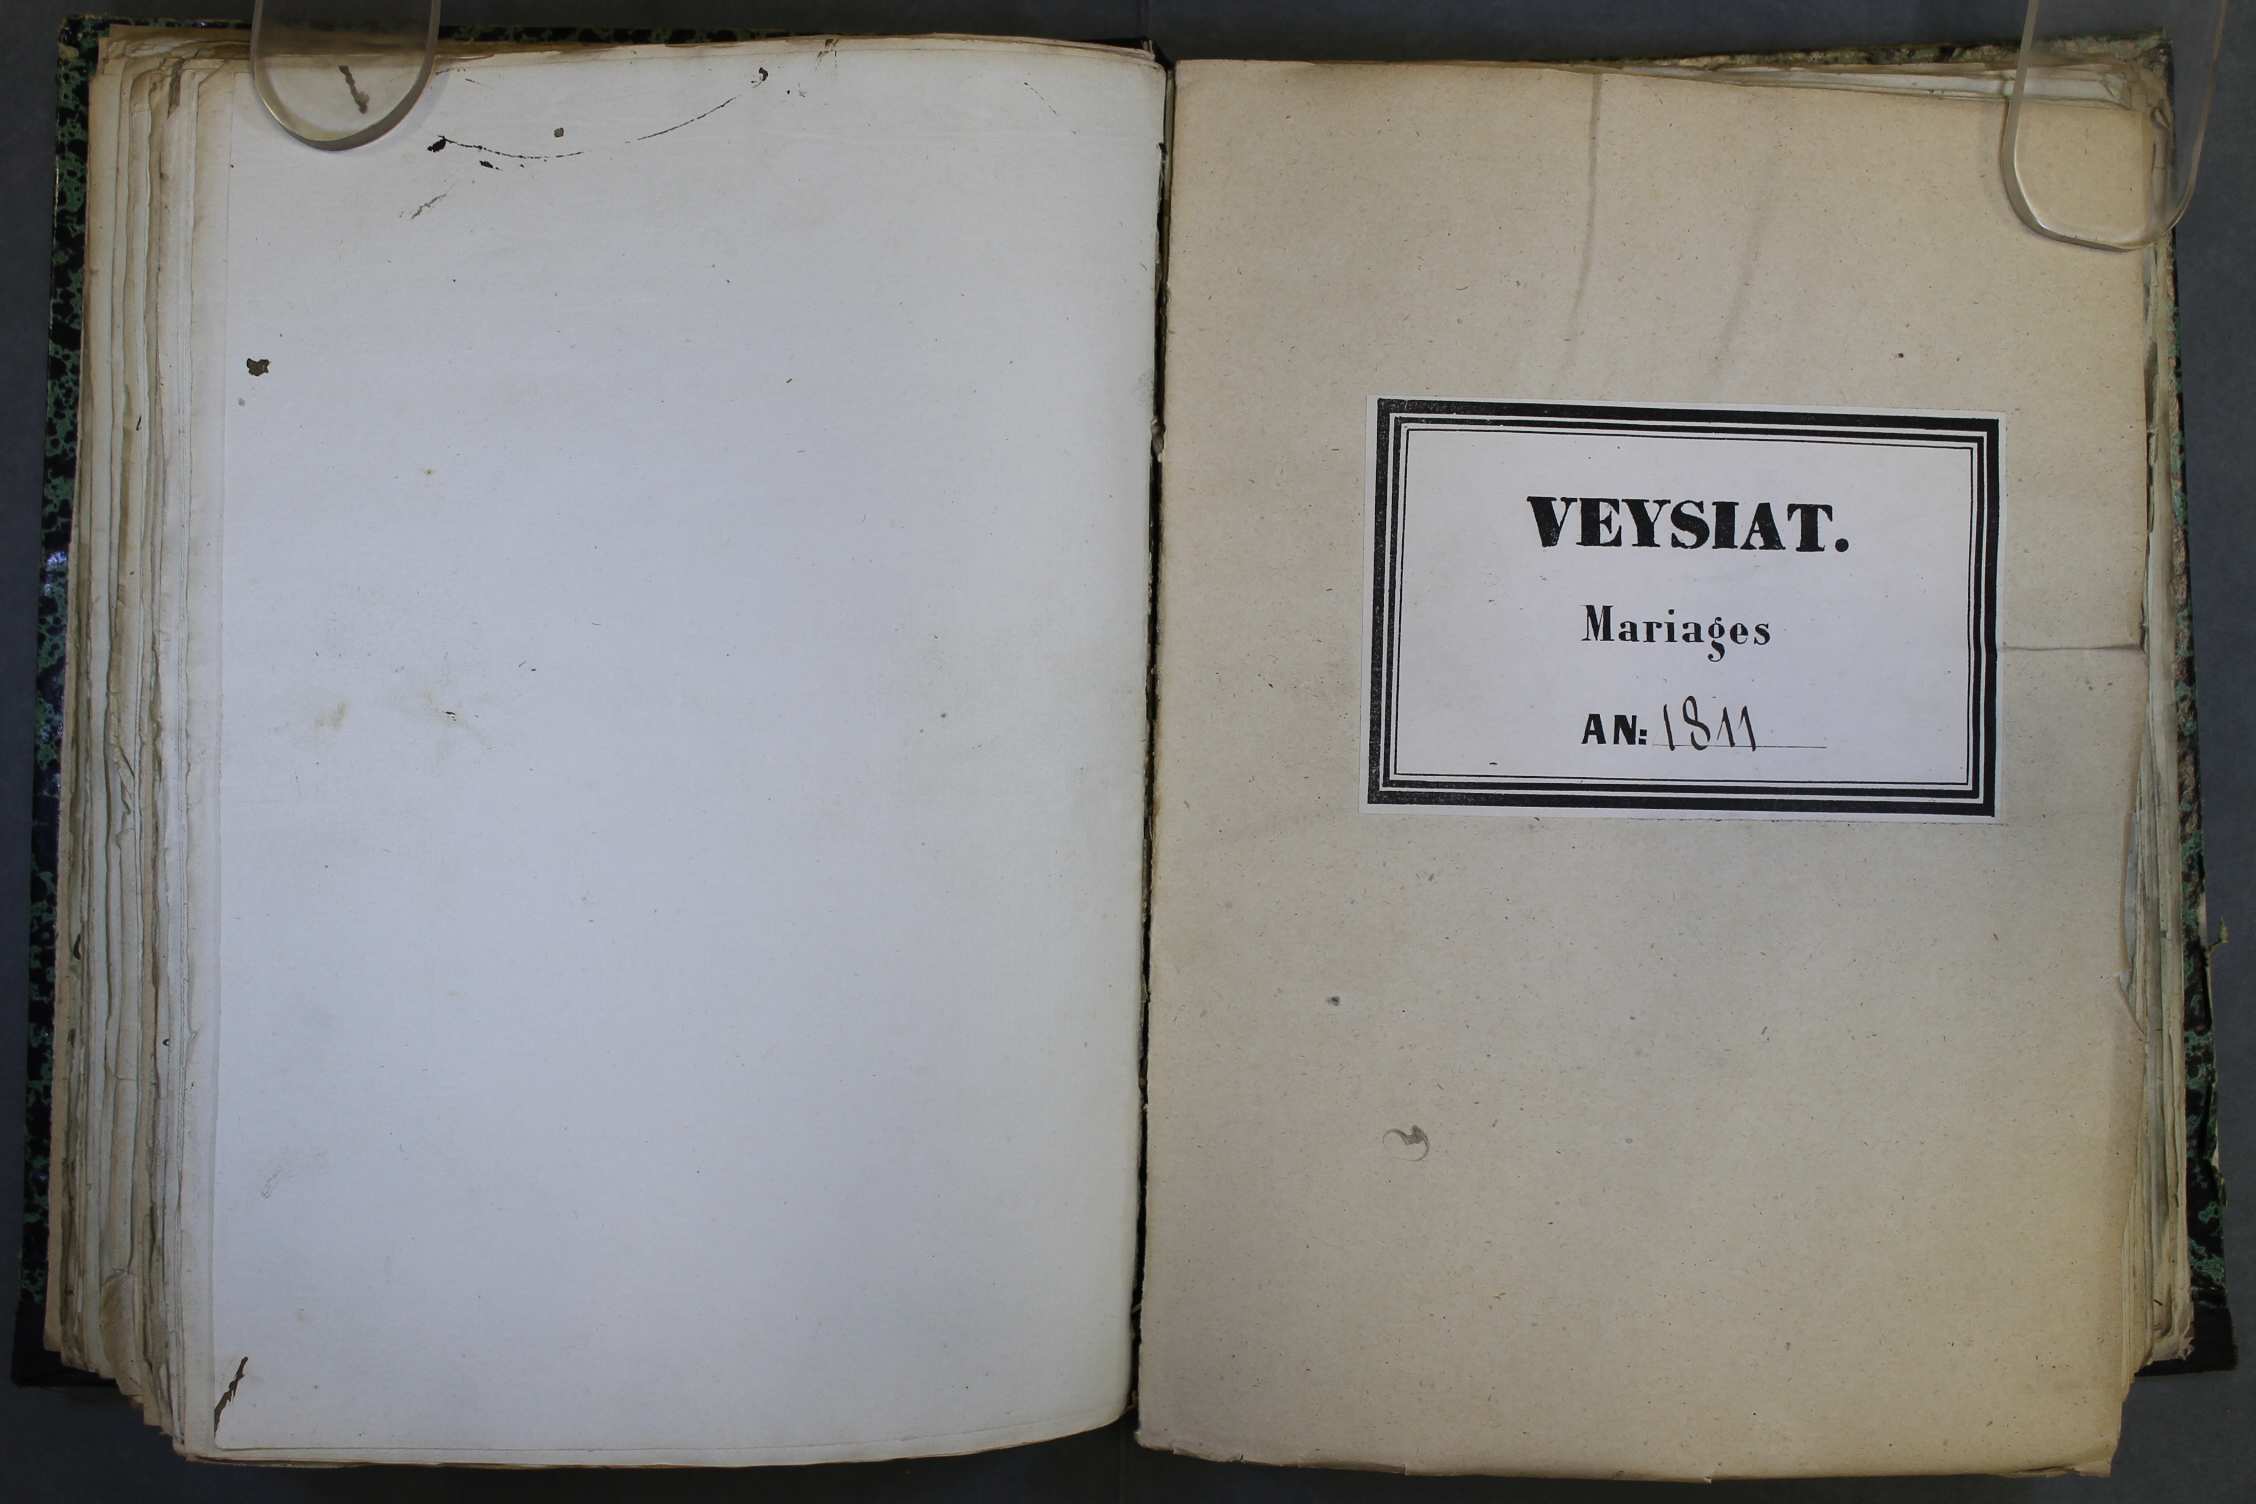 VEYSIAT.
Mariages
AN: 1811